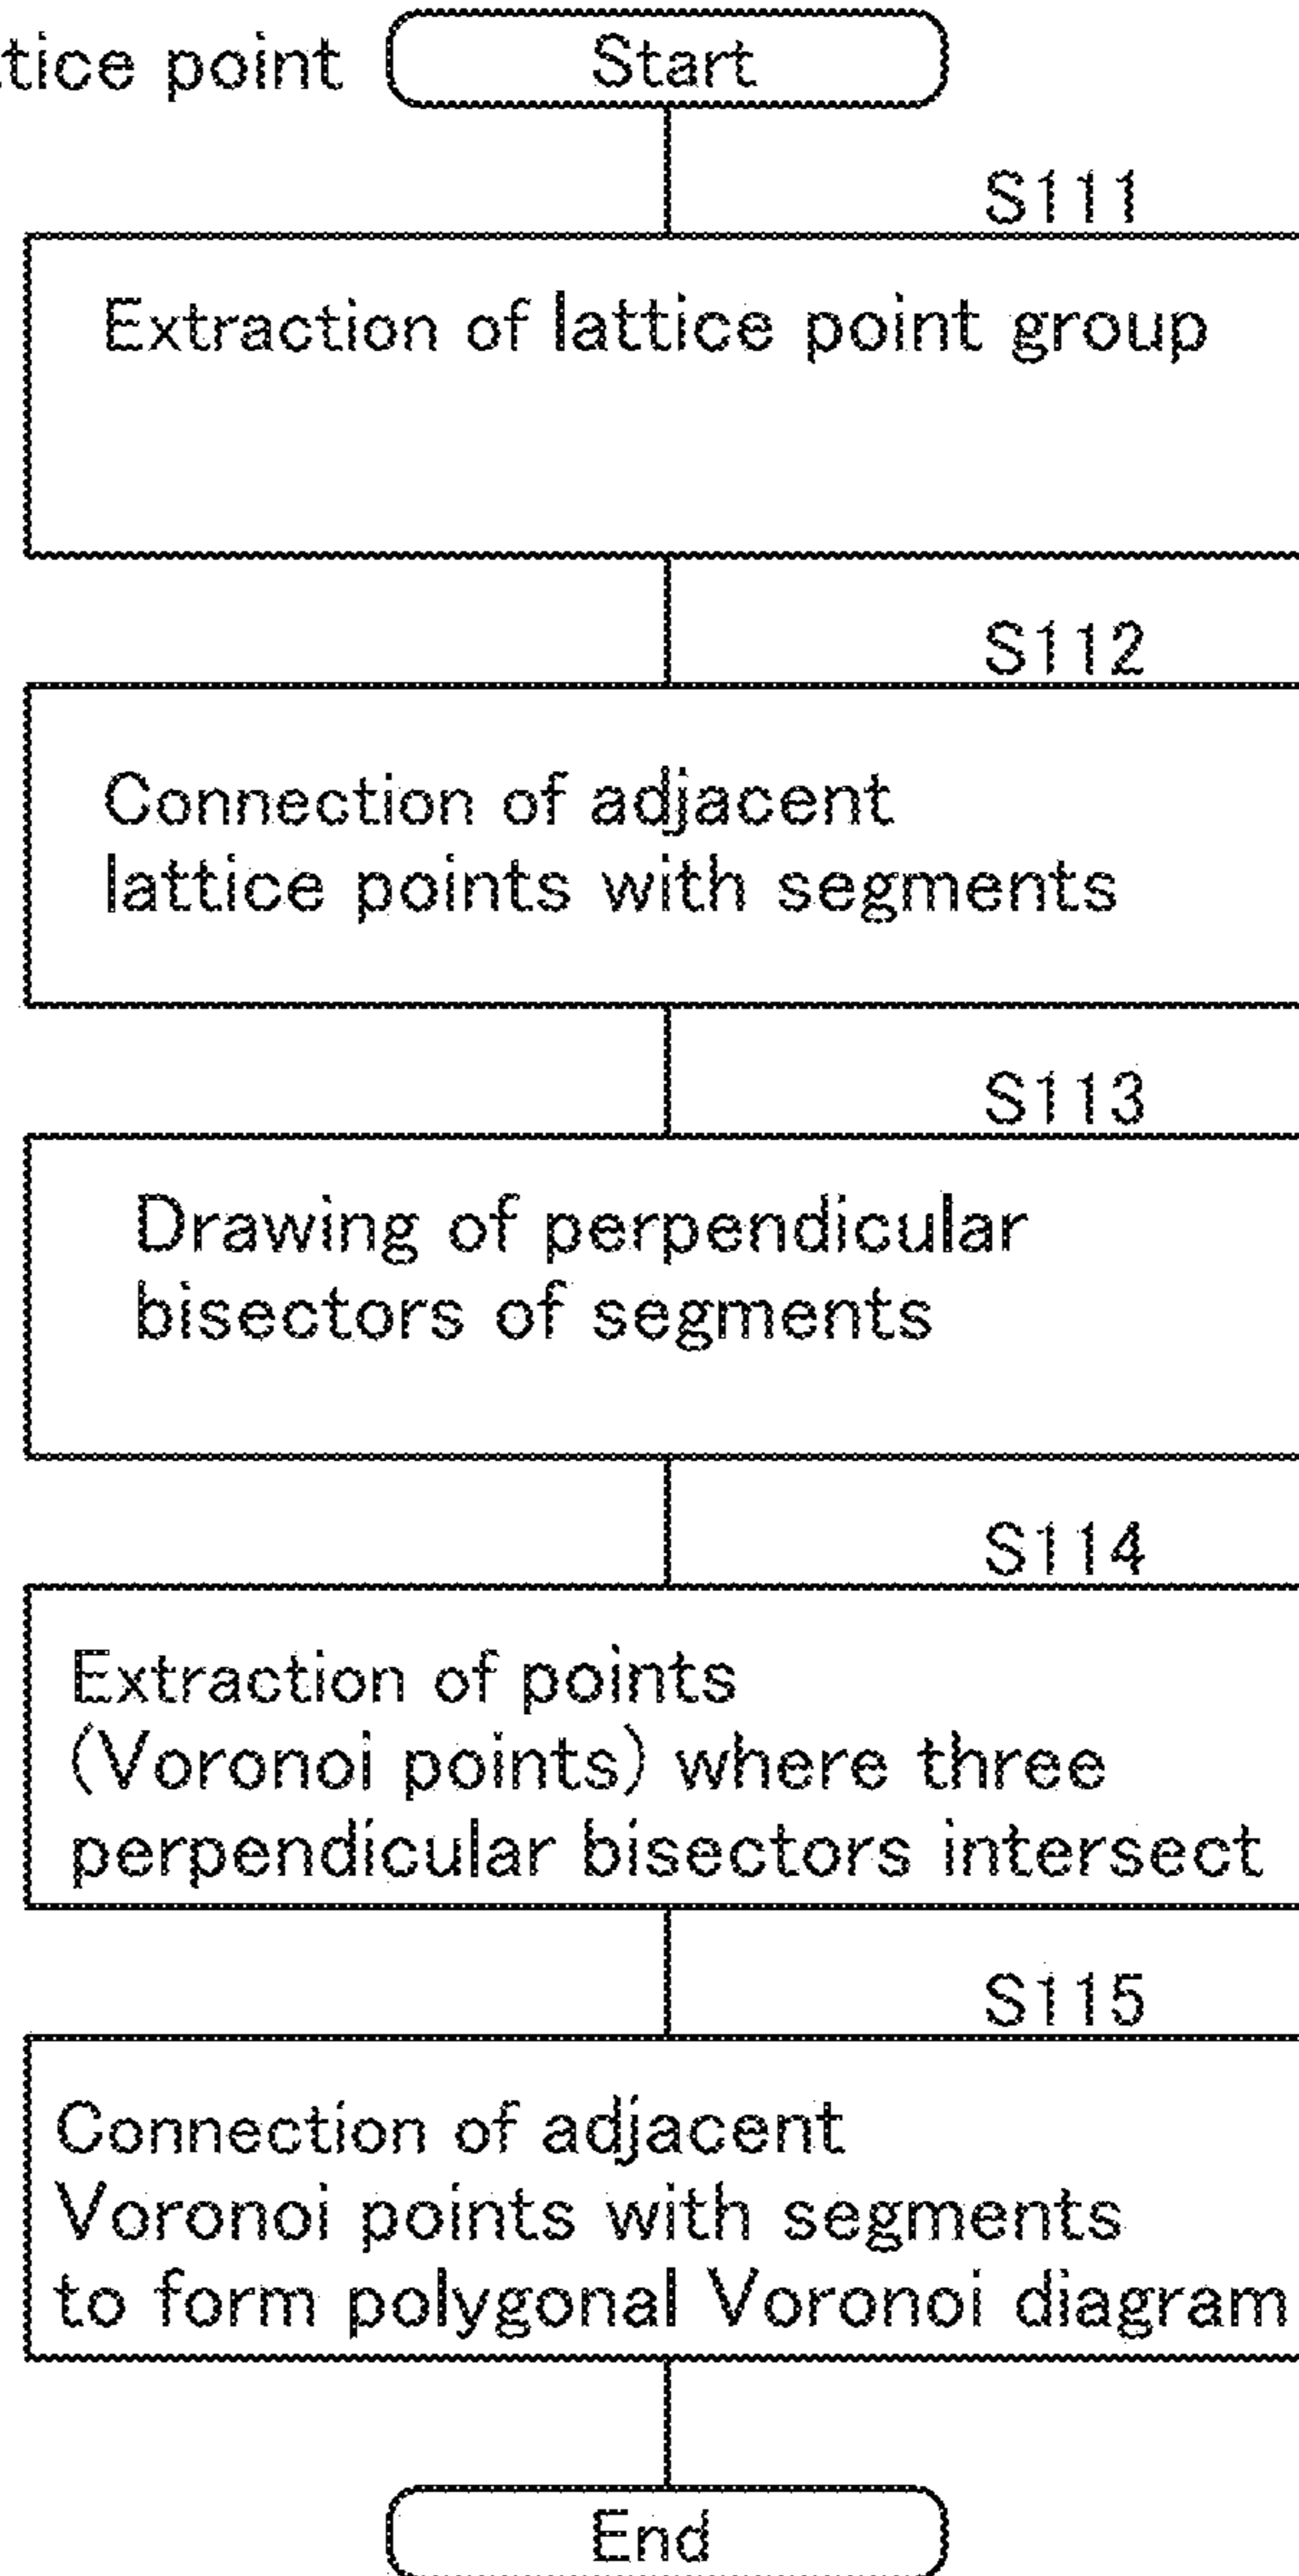 point
Start
S111
Extraction of lattice point group
S112
Connection of adjacent
lattice points with segments
S113
Drawing of perpendicular
bisectors of segments
S114
Extraction of points
(Voronoi points) where three
perpendicular bisectors intersect
S115
Connection of adjacent
Voronoi points with segments
to form polygonal Voronoi diagram
End